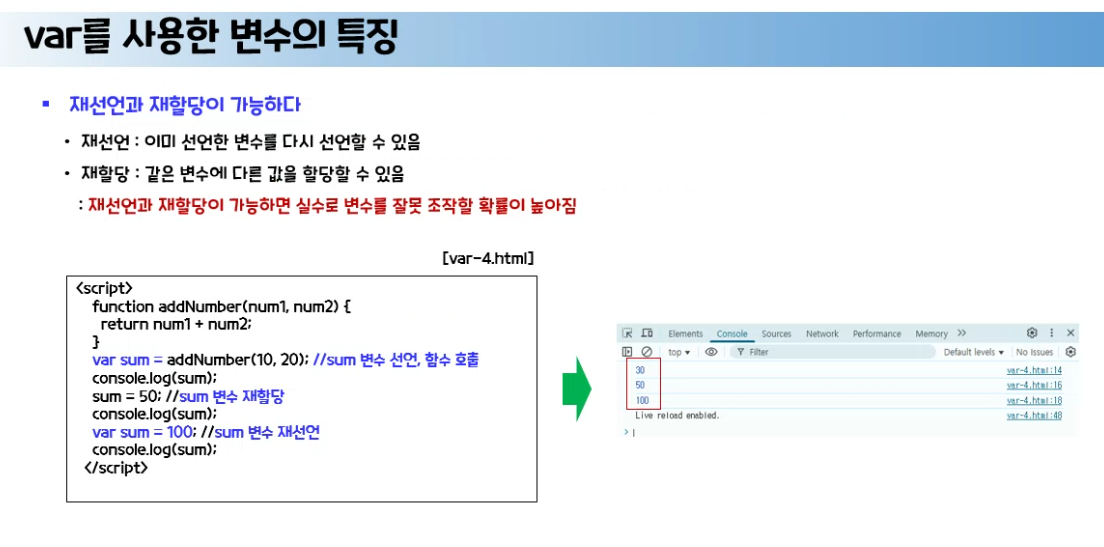 var를 사용한 변수의 특징
▪ 재선언과 재할당이 가능하다
• 재선언 : 이미 선언한 변수를 다시 선언할 수 있음
• 재할당 : 같은 변수에 다른 값을 할당할 수 있음
: 재선언과 재할당이 가능하면 실수로 변수를 잘못 조작할 확률이 높아짐
[var-4.html]
<script>
function addNumber(num1, num2) {
return num1 + num2;
}
var sum = addNumber(10, 20); //sum 변수 선언, 함수 호출
console.log(sum);
sum = 50; //sum 변수 재할당
console.log(sum);
var sum = 100; //sum 변수 재선언
console.log(sum);
</script>
Elements Console Sources Network Performance Memory »
top ▾ Filter Default levels ▾ No Issues
30 var-4.html:14
50 var-4.html:16
100 var-4.html:18
Live reload enabled. var-4.html:48
>